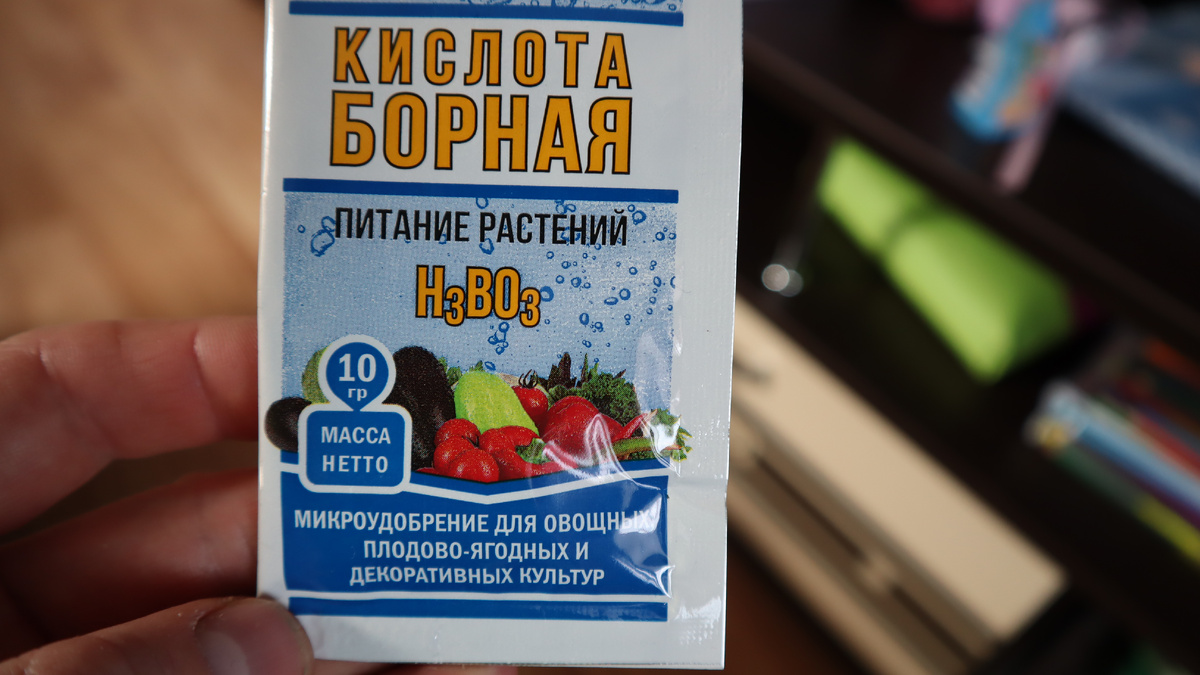 КИСЛОТА
БОРНАЯ
ПИТАНИЕ РАСТЕНИЙ
H₃BO₃
10
гр
МАССА
НЕТТО
МИКРОУДОБРЕНИЕ ДЛЯ ОВОЩНЫХ,
ПЛОДОВО-ЯГОДНЫХ И
ДЕКОРАТИВНЫХ КУЛЬТУР